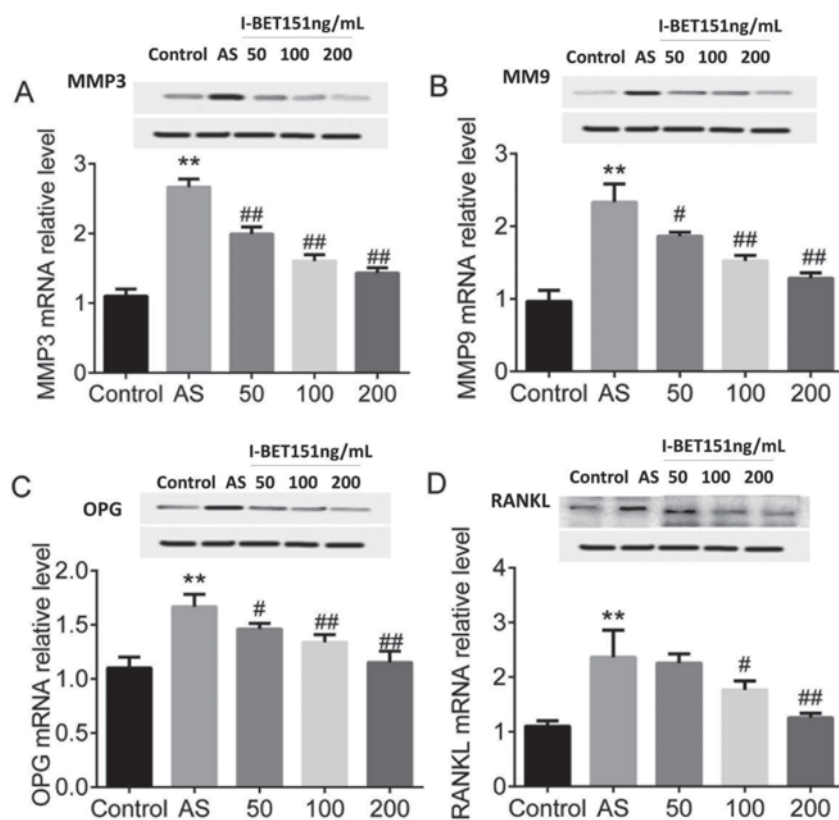 A
I-BET151ng/mL
Control AS 50 100 200
MMP3
MMP3 mRNA relative level
3
**
2
##
##
##
1
0
Control AS 50 100 200
B
I-BET151ng/mL
Control AS 50 100 200
MM9
MMP9 mRNA relative level
3
**
2
#
##
##
1
0
Control AS 50 100 200
C
I-BET151ng/mL
Control AS 50 100 200
OPG
OPG mRNA relative level
2.0
**
1.5
#
##
##
1.0
0.5
0.0
Control AS 50 100 200
D
I-BET151ng/mL
Control AS 50 100 200
RANKL
RANKL mRNA relative level
4
3
**
2
#
##
1
0
Control AS 50 100 200